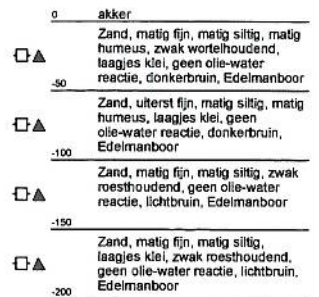 0 akker
Zand, matig fijn, matig siltig, matig
humeus, zwak wortelhoudend,
laagjes klei, geen olie-water
reactie, donkerbruin, Edelmanboor
-50
Zand, uiterst fijn, matig siltig, matig
humeus, laagjes klei, geen
olie-water reactie, donkerbruin,
Edelmanboor
-100
Zand, matig fijn, matig siltig, zwak
roesthoudend, geen olie-water
reactie, lichtbruin, Edelmanboor
-150
Zand, matig fijn, matig siltig,
laagjes klei, zwak roesthoudend,
geen olie-water reactie, lichtbruin,
Edelmanboor
-200